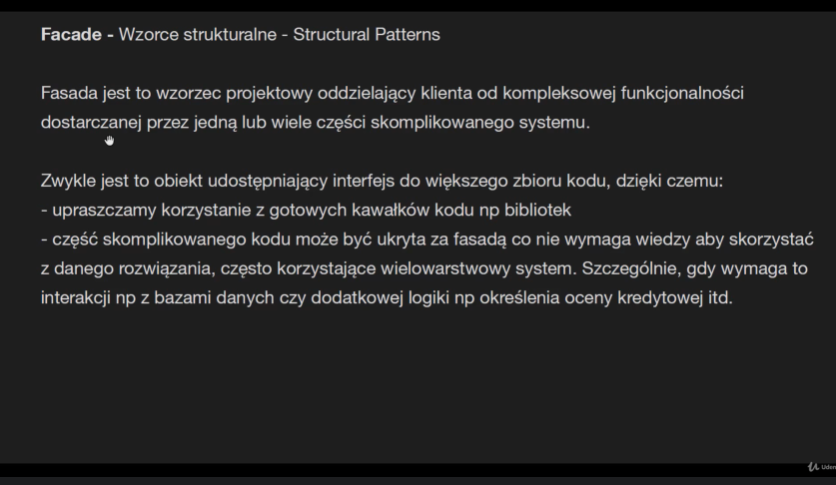 Facade - Wzorce strukturalne - Structural Patterns
Fasada jest to wzorzec projektowy oddzielający klienta od kompleksowej funkcjonalności
dostarczanej przez jedną lub wiele części skomplikowanego systemu.
Zwykle jest to obiekt udostępniający interfejs do większego zbioru kodu, dzięki czemu:
- upraszczamy korzystanie z gotowych kawałków kodu np bibliotek
- część skomplikowanego kodu może być ukryta za fasadą co nie wymaga wiedzy aby skorzystać
z danego rozwiązania, często korzystające wielowarstwowy system. Szczególnie, gdy wymaga to
interakcji np z bazami danych czy dodatkowej logiki np określenia oceny kredytowej itd.